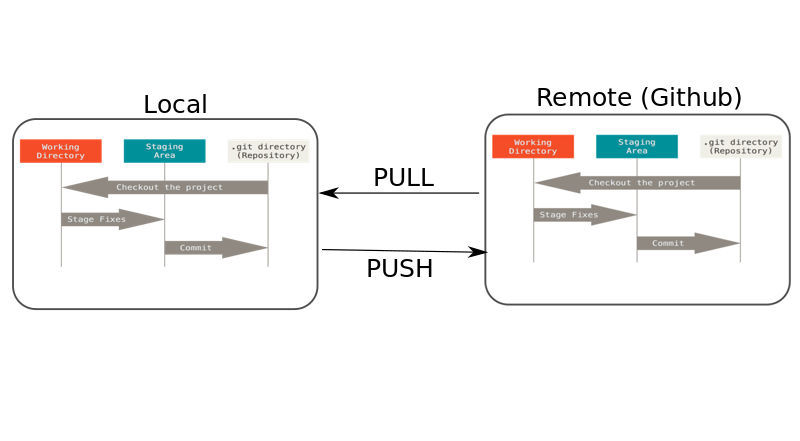 Local
Working
Directory
Staging
Area
.git directory
(Repository)
Checkout the project
Stage Fixes
Commit
PULL
PUSH
Remote (Github)
Working
Directory
Staging
Area
.git directory
(Repository)
Checkout the project
Stage Fixes
Commit